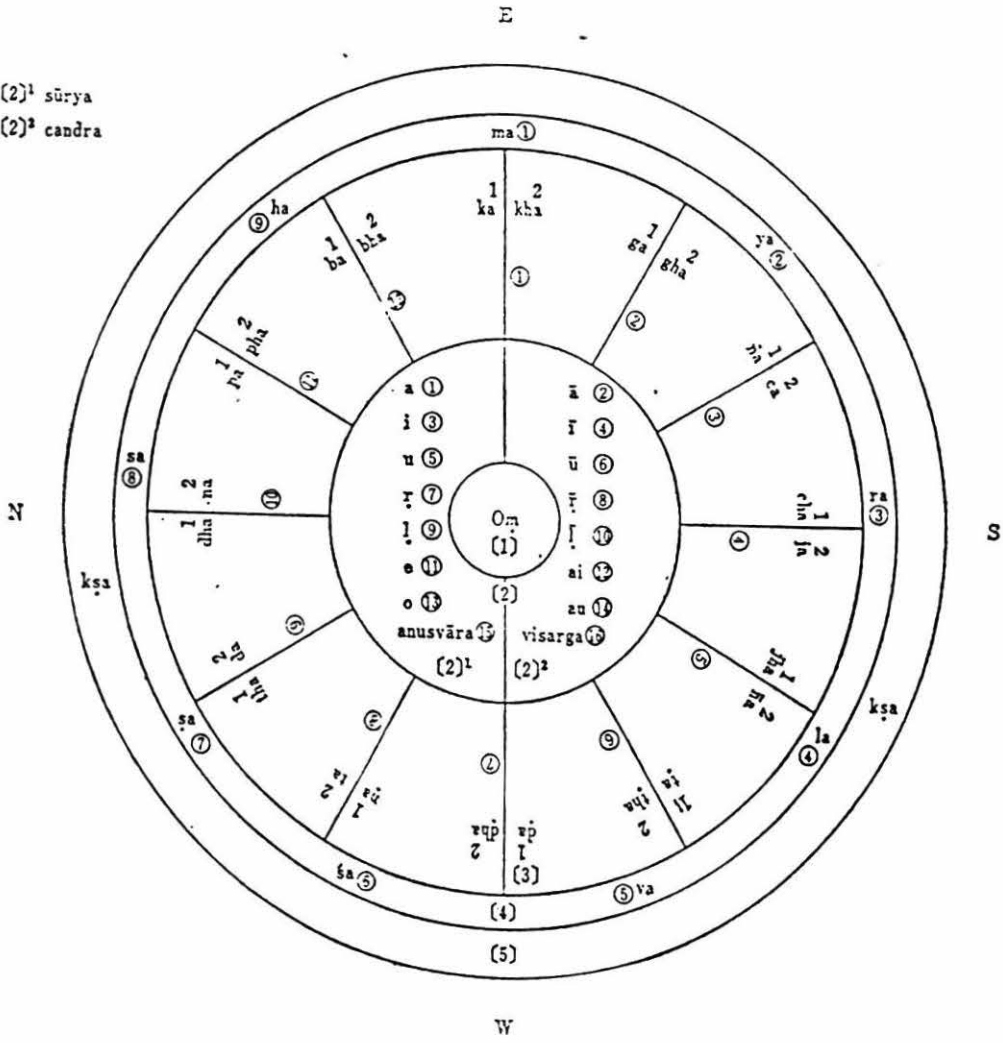 E
(2)¹ sūrya
(2)² candra
ma ①
ha ⑨
ya ②
ra ③
la ④
va ⑤
śa ⑥
ṣa ⑦
sa ⑧
1 ka
2 kha
①
1 ga
2 gha
②
1 ṅa
2 ca
③
1 cha
2 ja
④
1 jha
2 ña
⑤
ṭa
2 ṭha
⑥
1 ḍa
2 ḍha
⑦
1 ṇa
2 ta
1 tha
2 da
1 dha
2 na
⑩
1 pa
2 pha
⑪
1 ba
2 bha
⑫
a ① ā ②
i ③ ī ④
u ⑤ ū ⑥
ṛ ⑦ ṝ ⑧
ḷ ⑨ ḹ ⑩
e ⑪ ai ⑫
o ⑬ au ⑭
anusvāra ⑮ visarga ⑯
(2)¹ (2)²
Oṃ
(1)
(2)
(3)
(4)
(5)
N
S
kṣa
kṣa
W